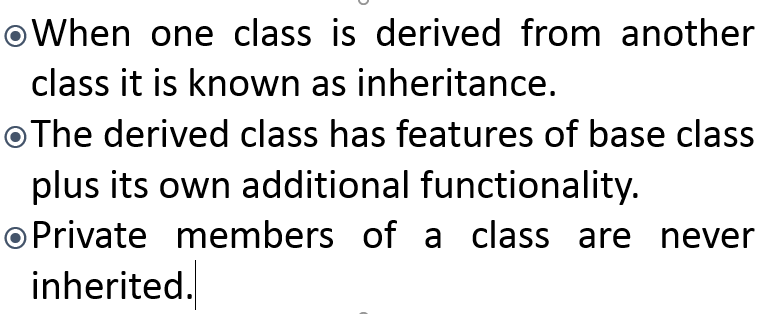 When one class is derived from another
class it is known as inheritance.
The derived class has features of base class
plus its own additional functionality.
Private members of a class are never
inherited.